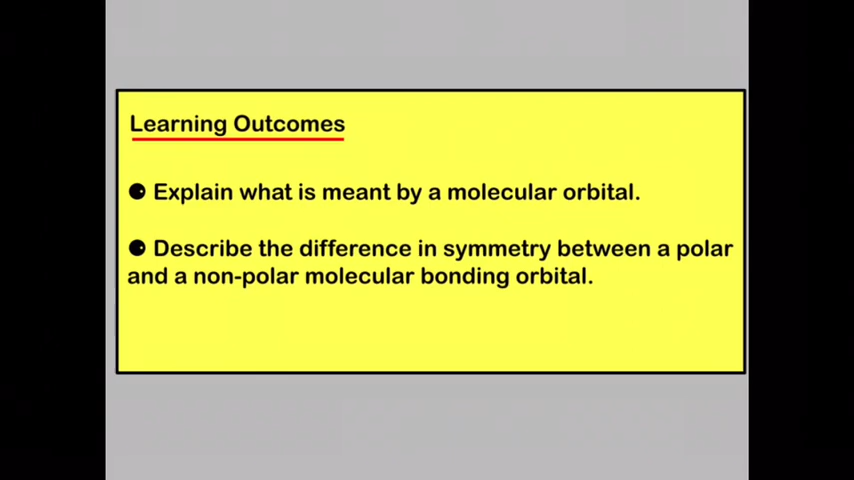 Learning Outcomes
● Explain what is meant by a molecular orbital.
● Describe the difference in symmetry between a polar
and a non-polar molecular bonding orbital.